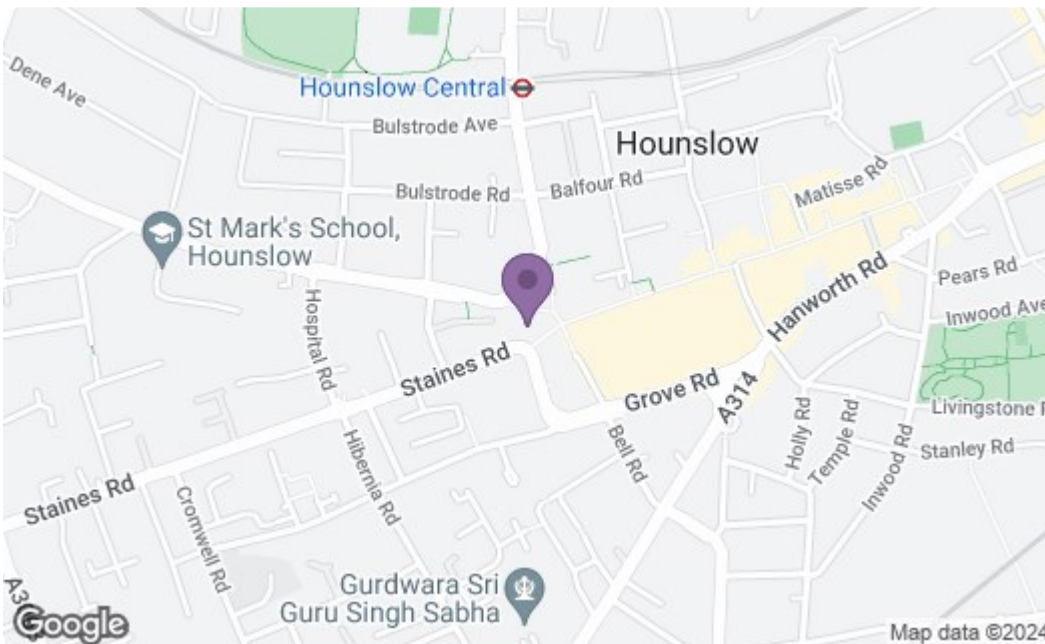 Dene Ave
Hounslow Central
Bulstrode Ave
Hounslow
Matisse Rd
Bulstrode Rd
Balfour Rd
St Mark's School,
Hounslow
Hanworth Rd
Pears Rd
Inwood Ave
Hospital Rd
Staines Rd
Grove Rd
A314
Livingstone R
Bell Rd
Holly Rd
Temple Rd
Inwood Rd
Stanley Rd
Hibernia Rd
Staines Rd
Cromwell Rd
Gurdwara Sri
Guru Singh Sabha
Google
Map data ©2024